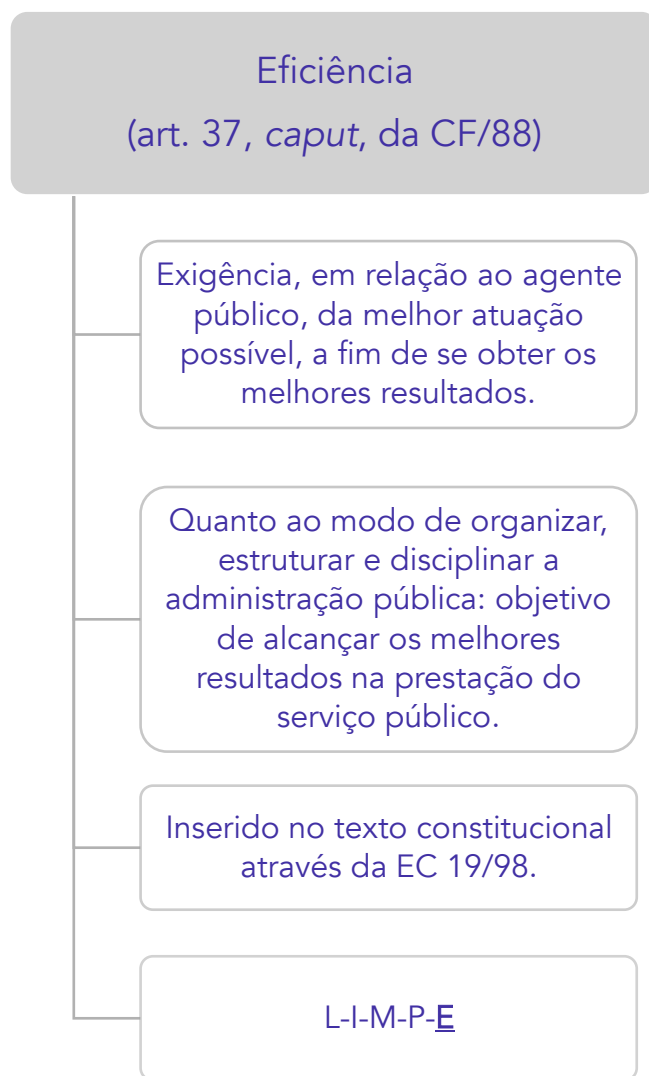 Eficiência
(art. 37, caput, da CF/88)
Exigência, em relação ao agente
público, da melhor atuação
possível, a fim de se obter os
melhores resultados.
Quanto ao modo de organizar,
estruturar e disciplinar a
administração pública: objetivo
de alcançar os melhores
resultados na prestação do
serviço público.
Inserido no texto constitucional
através da EC 19/98.
L-I-M-P-E